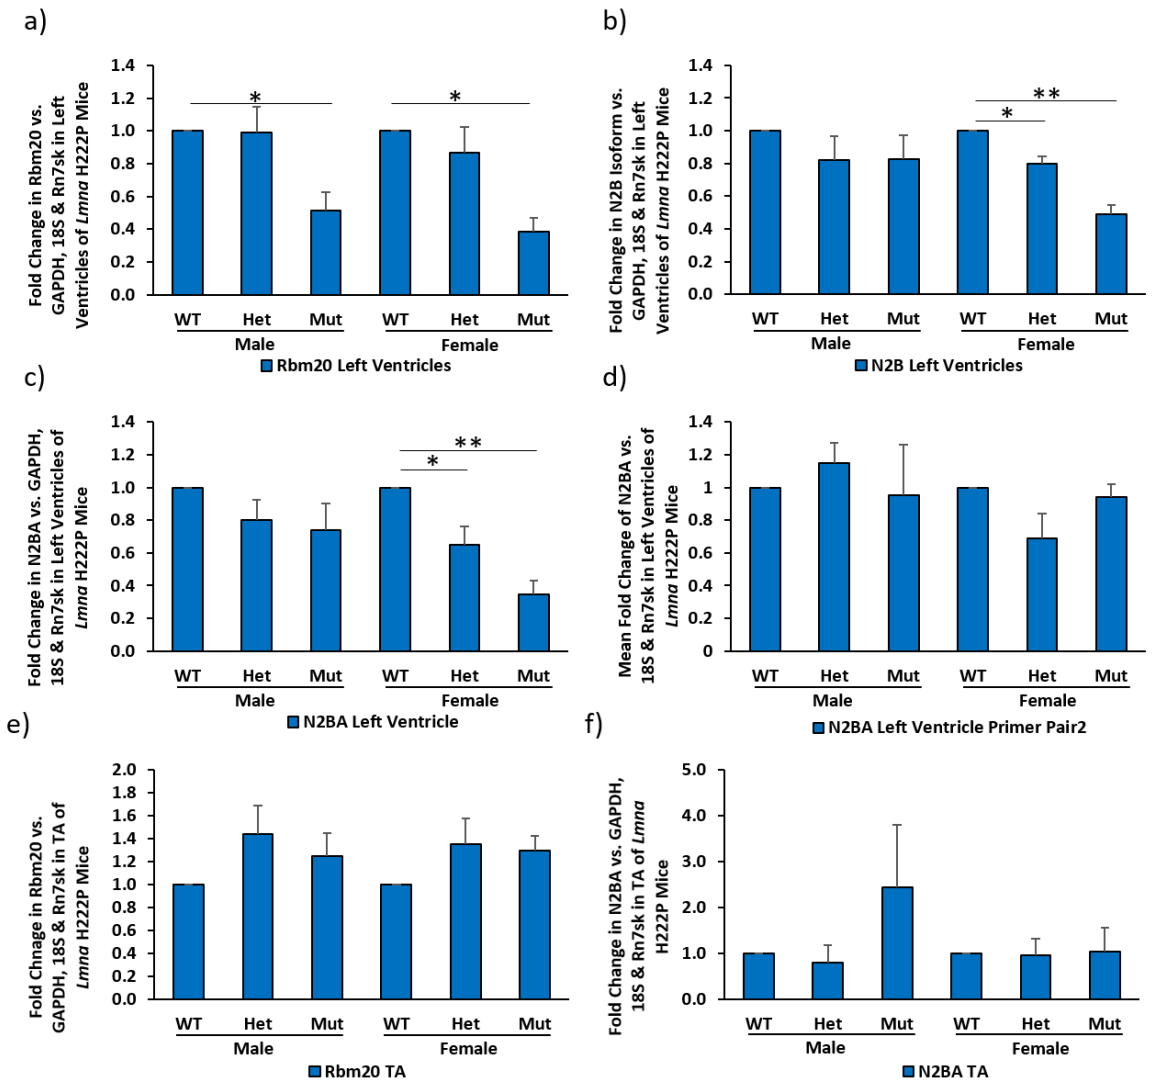 a)
Fold Change in Rbm20 vs.
GAPDH, 18S & Rn7sk in Left
Ventricles of Lmna H222P Mice
1.4
1.2
1.0
0.8
0.6
0.4
0.2
0.0
*
*
WT Het Mut WT Het Mut
Male Female
Rbm20 Left Ventricles
b)
Fold Change in N2B Isoform vs.
GAPDH, 18S & Rn7sk in Left
Ventricles of Lmna H222P Mice
1.4
1.2
1.0
0.8
0.6
0.4
0.2
0.0
**
*
WT Het Mut WT Het Mut
Male Female
N2B Left Ventricles
c)
Fold Change in N2BA vs. GAPDH,
18S & Rn7sk in Left Ventricles of
Lmna H222P Mice
1.4
1.2
1.0
0.8
0.6
0.4
0.2
0.0
**
*
WT Het Mut WT Het Mut
Male Female
N2BA Left Ventricle
d)
Mean Fold Change of N2BA vs.
18S & Rn7sk in Left Ventricles of
Lmna H222P Mice
1.4
1.2
1
0.8
0.6
0.4
0.2
0
WT Het Mut WT Het Mut
Male Female
N2BA Left Ventricle Primer Pair2
e)
Fold Chnage in Rbm20 vs.
GAPDH, 18S & Rn7sk in TA of
Lmna H222P Mice
2.0
1.8
1.6
1.4
1.2
1.0
0.8
0.6
0.4
0.2
0.0
WT Het Mut WT Het Mut
Male Female
Rbm20 TA
f)
Fold Change in N2BA vs. GAPDH,
18S & Rn7sk in TA of Lmna
H222P Mice
5.0
4.0
3.0
2.0
1.0
0.0
WT Het Mut WT Het Mut
Male Female
N2BA TA